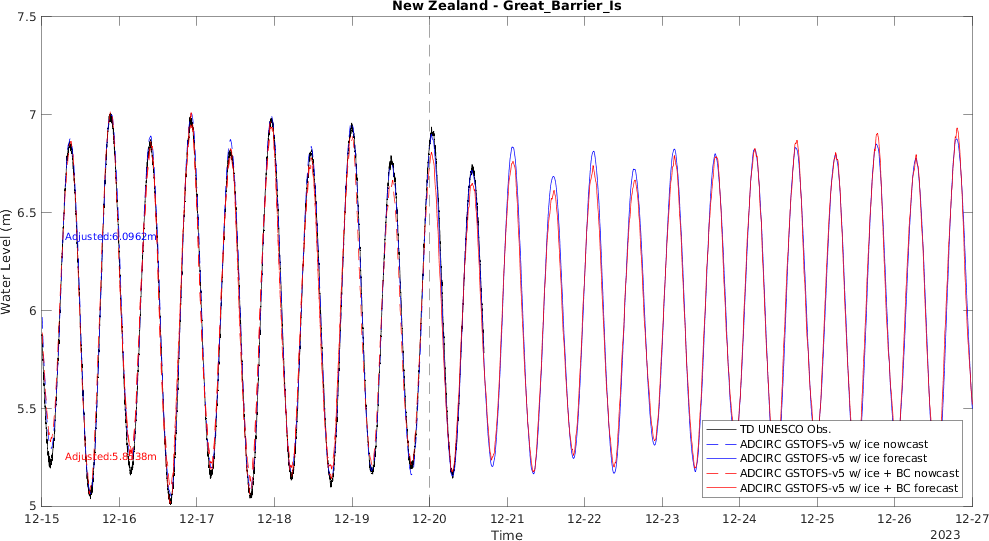 New Zealand - Great_Barrier_Is
7.5
7
6.5
6
5.5
5
Water Level (m)
Adjusted:6.0962m
Adjusted:5.8538m
TD UNESCO Obs.
ADCIRC GSTOFS-v5 w/ ice nowcast
ADCIRC GSTOFS-v5 w/ ice forecast
ADCIRC GSTOFS-v5 w/ ice + BC nowcast
ADCIRC GSTOFS-v5 w/ ice + BC forecast
12-15 12-16 12-17 12-18 12-19 12-20 12-21 12-22 12-23 12-24 12-25 12-26 12-27
Time
2023